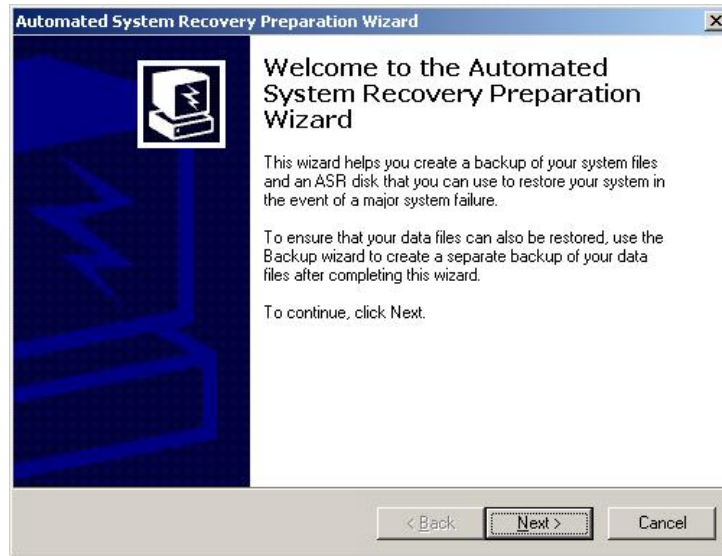 Automated System Recovery Preparation Wizard
Welcome to the Automated
System Recovery Preparation
Wizard
This wizard helps you create a backup of your system files
and an ASR disk that you can use to restore your system in
the event of a major system failure.
To ensure that your data files can also be restored, use the
Backup wizard to create a separate backup of your data
files after completing this wizard.
To continue, click Next.
< Back
Next >
Cancel